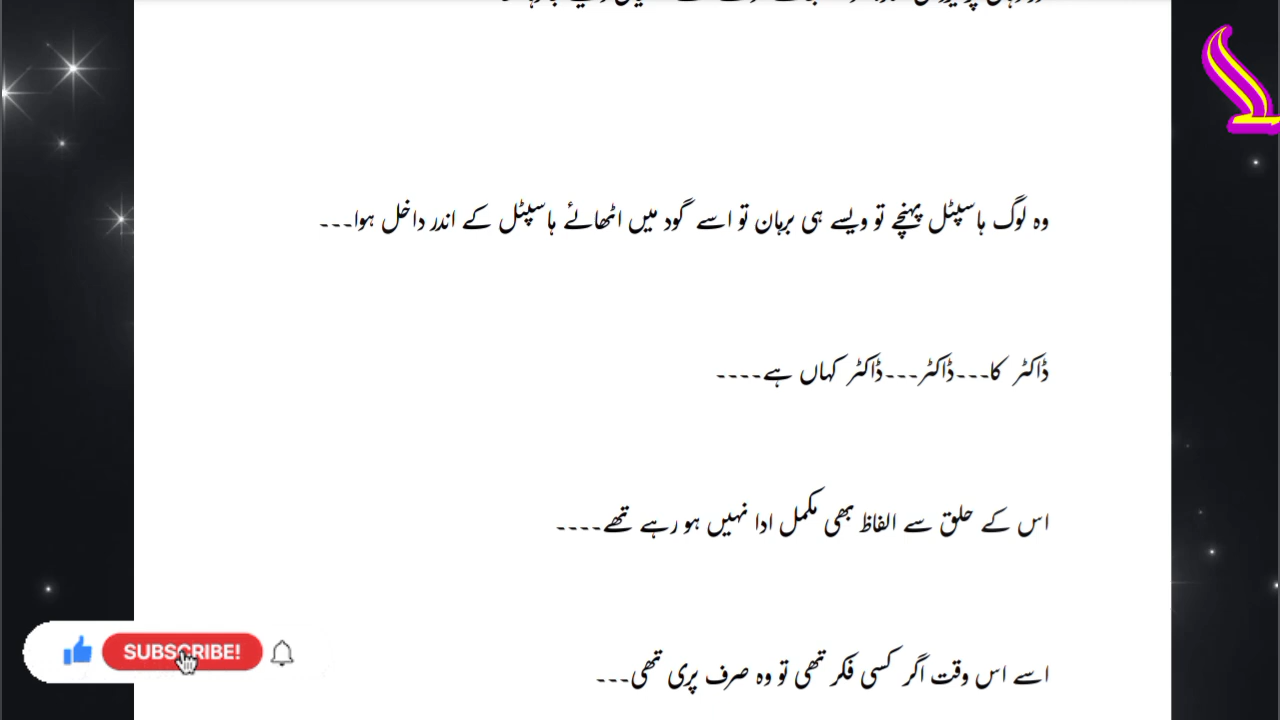 وہ لوگ ہاسپٹل پہنچے تو ویسے ہی برہان تو اسے گود میں اٹھائے ہاسپٹل کے اندر داخل ہوا---
ڈاکٹر کا---ڈاکٹر---ڈاکٹر کہاں ہے----
اس کے حلق سے الفاظ بھی مکمل ادا نہیں ہو رہے تھے----
اسے اس وقت اگر کسی فکر تھی تو وہ صرف پری تھی---
SUBSCRIBE!